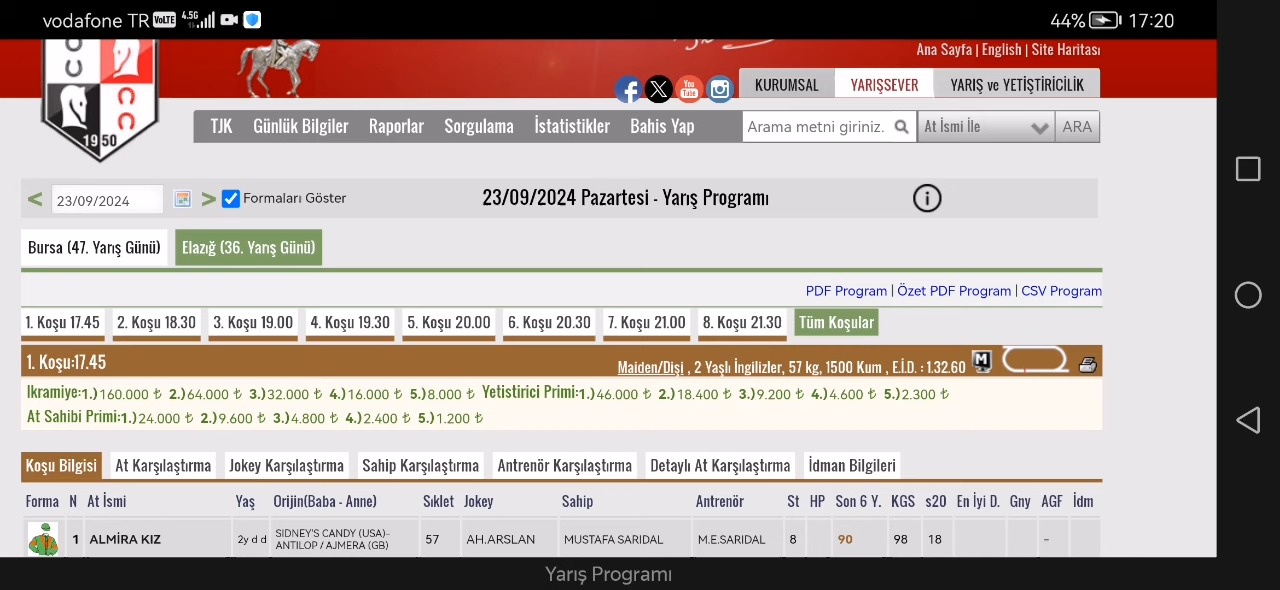 vodafone TR VoLTE 4.5G 44% 17:20
Ana Sayfa | English | Site Haritası
KURUMSAL YARIŞSEVER YARIŞ ve YETİŞTİRİCİLİK
TJK Günlük Bilgiler Raporlar Sorgulama İstatistikler Bahis Yap Arama metni giriniz. At İsmi İle ARA
1950
< 23/09/2024 > Formaları Göster 23/09/2024 Pazartesi - Yarış Programı
Bursa (47. Yarış Günü) Elazığ (36. Yarış Günü)
PDF Program | Özet PDF Program | CSV Program
1. Koşu 17.45 2. Koşu 18.30 3. Koşu 19.00 4. Koşu 19.30 5. Koşu 20.00 6. Koşu 20.30 7. Koşu 21.00 8. Koşu 21.30 Tüm Koşular
1. Koşu:17.45 Maiden/Dişi , 2 Yaşlı İngilizler, 57 kg, 1500 Kum , E.İ.D. : 1.32.60 M
Ikramiye:1.)160.000 ₺ 2.)64.000 ₺ 3.)32.000 ₺ 4.)16.000 ₺ 5.)8.000 ₺ Yetistirici Primi:1.)46.000 ₺ 2.)18.400 ₺ 3.)9.200 ₺ 4.)4.600 ₺ 5.)2.300 ₺
At Sahibi Primi:1.)24.000 ₺ 2.)9.600 ₺ 3.)4.800 ₺ 4.)2.400 ₺ 5.)1.200 ₺
Koşu Bilgisi At Karşılaştırma Jokey Karşılaştırma Sahip Karşılaştırma Antrenör Karşılaştırma Detaylı At Karşılaştırma İdman Bilgileri
Forma N At İsmi Yaş Orijin(Baba - Anne) Sıklet Jokey Sahip Antrenör St HP Son 6 Y. KGS s20 En İyi D. Gny AGF İdm
1 ALMİRA KIZ 2y d d SIDNEY'S CANDY (USA)- 57 AH.ARSLAN MUSTAFA SARIDAL M.E.SARIDAL 8 90 98 18 -
ANTILOP / AJMERA (GB)
Yarış Programı